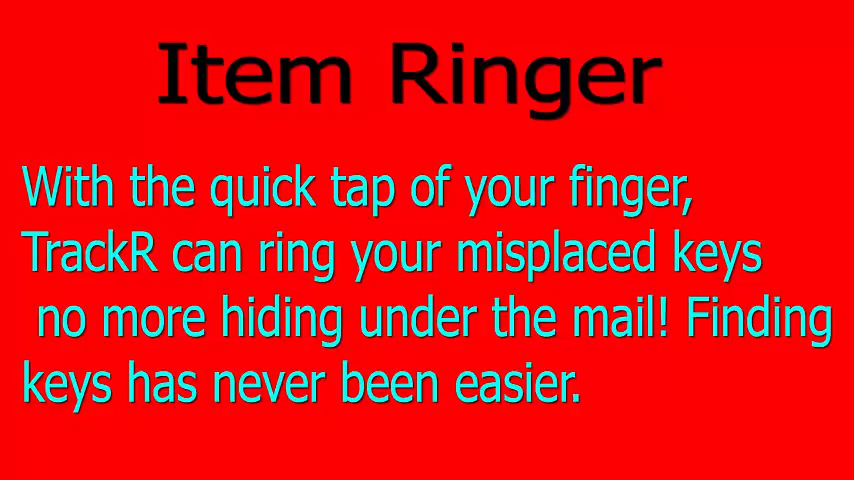 Item Ringer
With the quick tap of your finger,
TrackR can ring your misplaced keys
no more hiding under the mail! Finding
keys has never been easier.